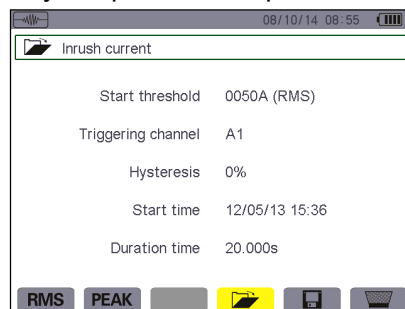 08/10/14 08:55
Inrush current
Start threshold 0050A (RMS)
Triggering channel A1
Hysteresis 0%
Start time 12/05/13 15:36
Duration time 20.000s
RMS PEAK